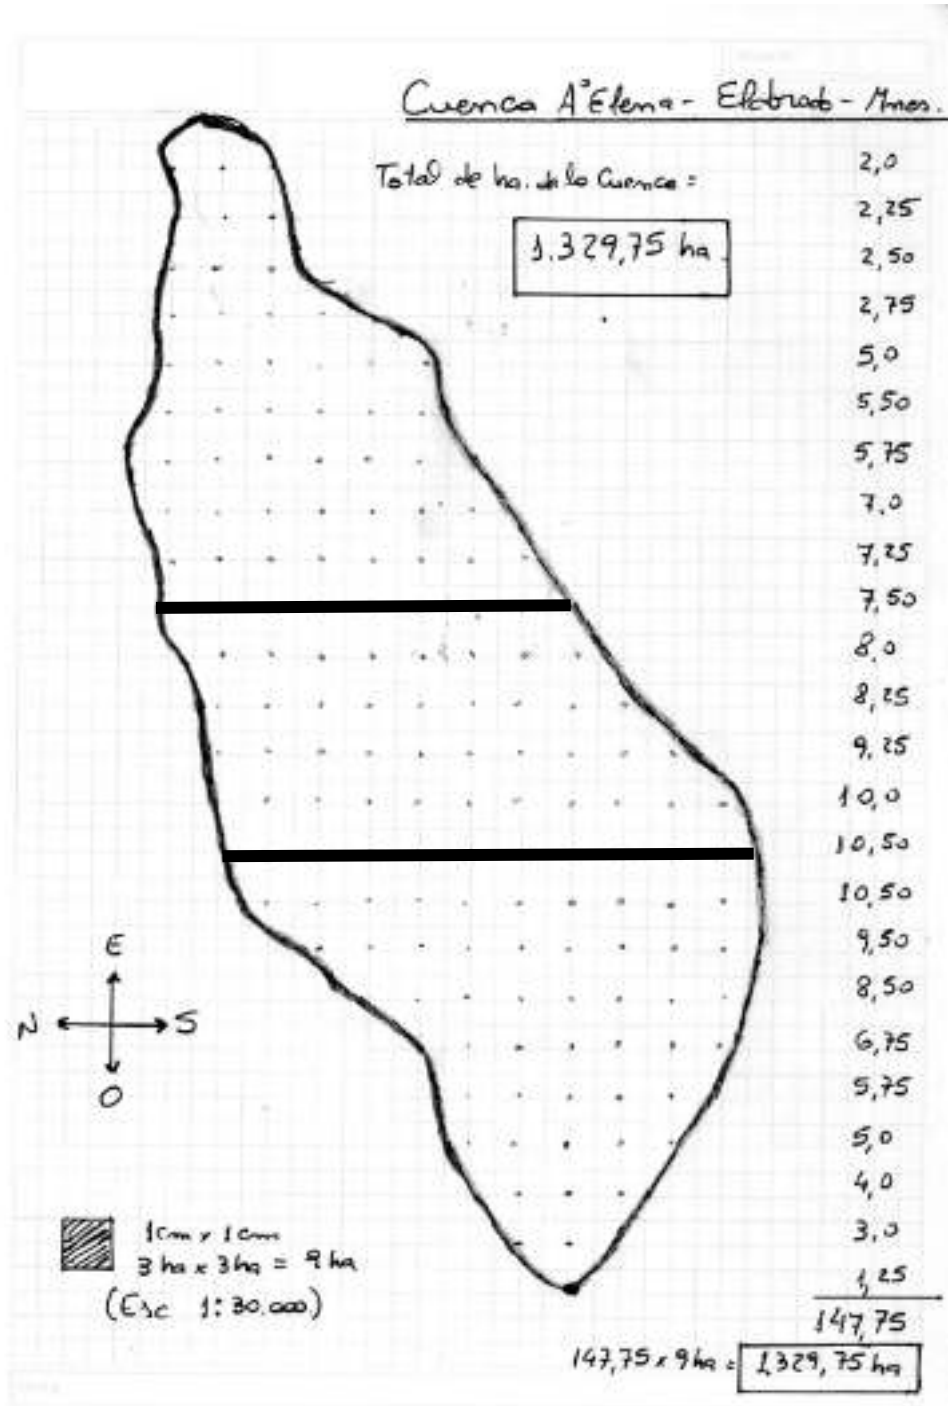 Cuenca Aº Elena - Eldorado - Mnes.
Total de ha. de la Cuenca =
1.329,75 ha
2,0
2,25
2,50
2,75
5,0
5,50
5,75
7,0
7,25
7,50
8,0
8,25
9,25
10,0
10,50
10,50
9,50
8,50
6,75
5,75
5,0
4,0
3,0
1,25
147,75
147,75 x 9 ha = 1329,75 ha
E
N S
O
1cm x 1cm
3 ha x 3 ha = 9 ha
(Esc 1:30.000)